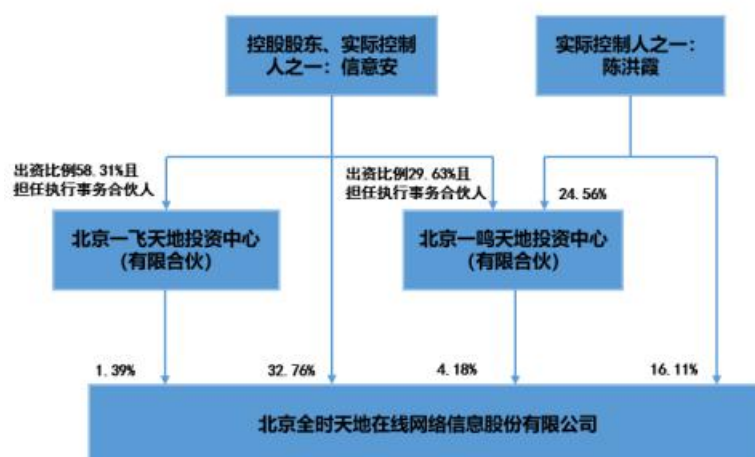 控股股东、实际控制
人之一：信意安
实际控制人之一：
陈洪霞
出资比例58.31%且
担任执行事务合伙人
出资比例29.63%且
担任执行事务合伙人
24.56%
北京一飞天地投资中心
(有限合伙)
北京一鸣天地投资中心
(有限合伙)
1.39%
32.76%
4.18%
16.11%
北京全时天地在线网络信息股份有限公司